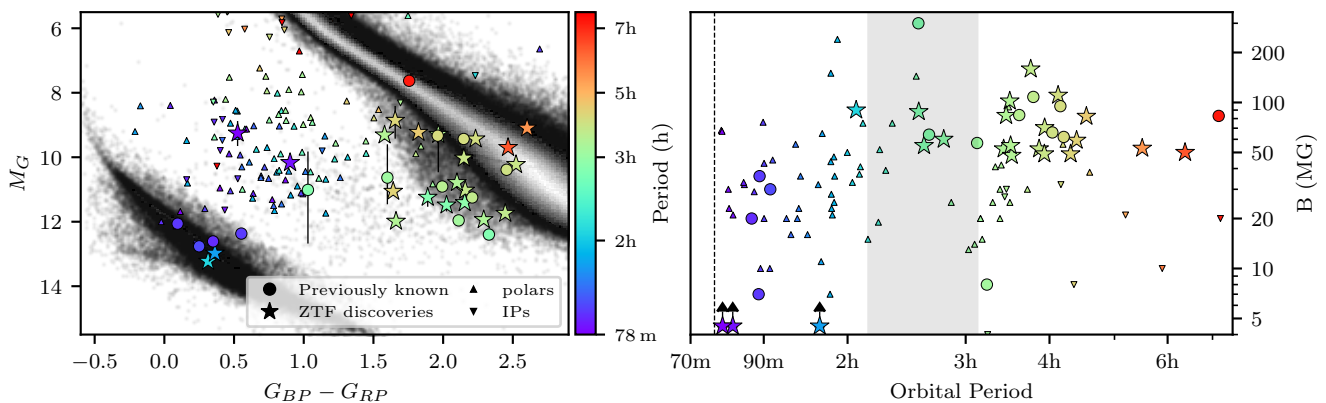 6
8
10
12
14
M_G
−0.5
0.0
0.5
1.0
1.5
2.0
2.5
G_BP − G_RP
Previously known
ZTF discoveries
polars
IPs
7h
5h
3h
2h
78 m
Period (h)
70m
90m
2h
3h
4h
6h
Orbital Period
200
100
50
20
10
5
B (MG)